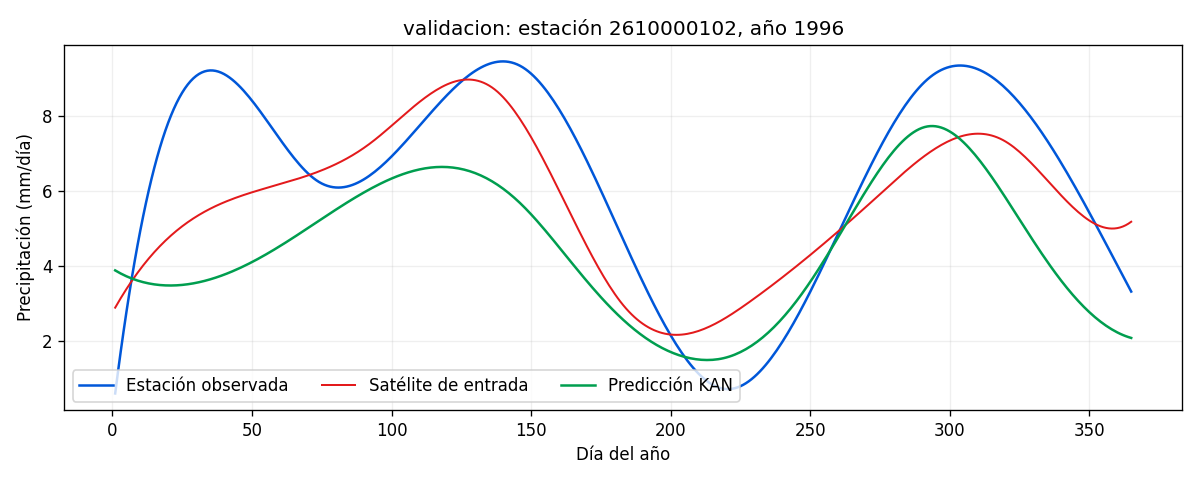 validacion: estación 2610000102, año 1996
Precipitación (mm/día)
8
6
4
2
Estación observada
Satélite de entrada
Predicción KAN
0 50 100 150 200 250 300 350
Día del año